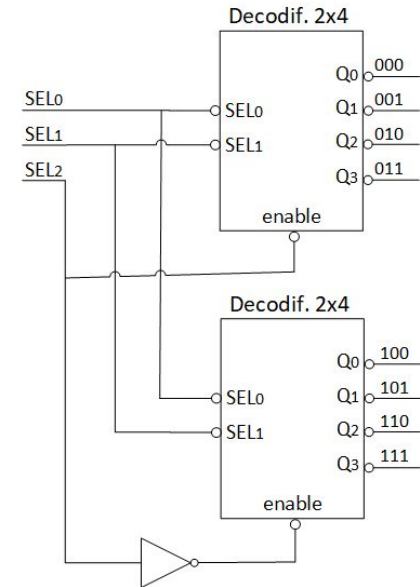 Decodif. 2x4
SEL0
SEL1
SEL2
SEL0
SEL1
Q0 000
Q1 001
Q2 010
Q3 011
enable
Decodif. 2x4
SEL0
SEL1
Q0 100
Q1 101
Q2 110
Q3 111
enable